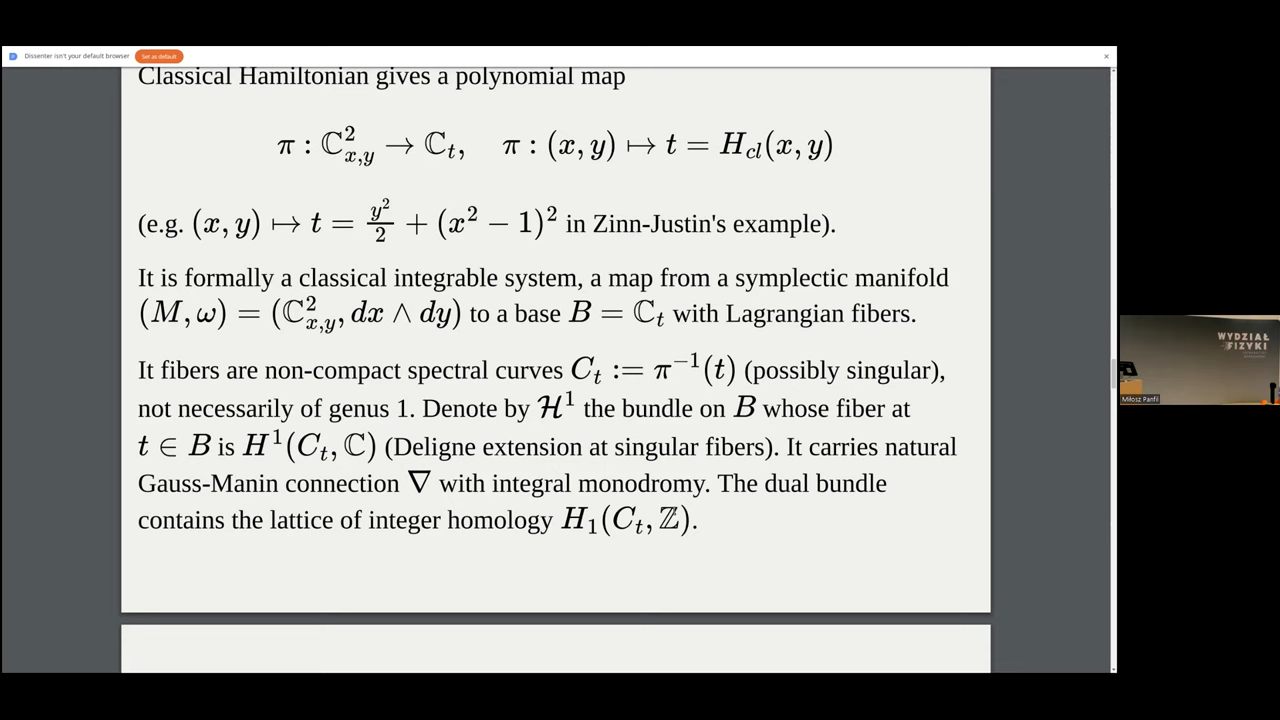 Dissenter isn't your default browser Set as default ×
Classical Hamiltonian gives a polynomial map
π : ℂ²_{x,y} → ℂ_t,   π : (x, y) ↦ t = H_{cl}(x, y)
(e.g. (x, y) ↦ t = y²/2 + (x² − 1)² in Zinn-Justin's example).
It is formally a classical integrable system, a map from a symplectic manifold
(M, ω) = (ℂ²_{x,y}, dx ∧ dy) to a base B = ℂ_t with Lagrangian fibers.
It fibers are non-compact spectral curves C_t := π⁻¹(t) (possibly singular),
not necessarily of genus 1. Denote by ℋ¹ the bundle on B whose fiber at
t ∈ B is H¹(C_t, ℂ) (Deligne extension at singular fibers). It carries natural
Gauss-Manin connection ∇ with integral monodromy. The dual bundle
contains the lattice of integer homology H₁(C_t, ℤ).
WYDZIAŁ
FIZYKI
Miłosz Panfil